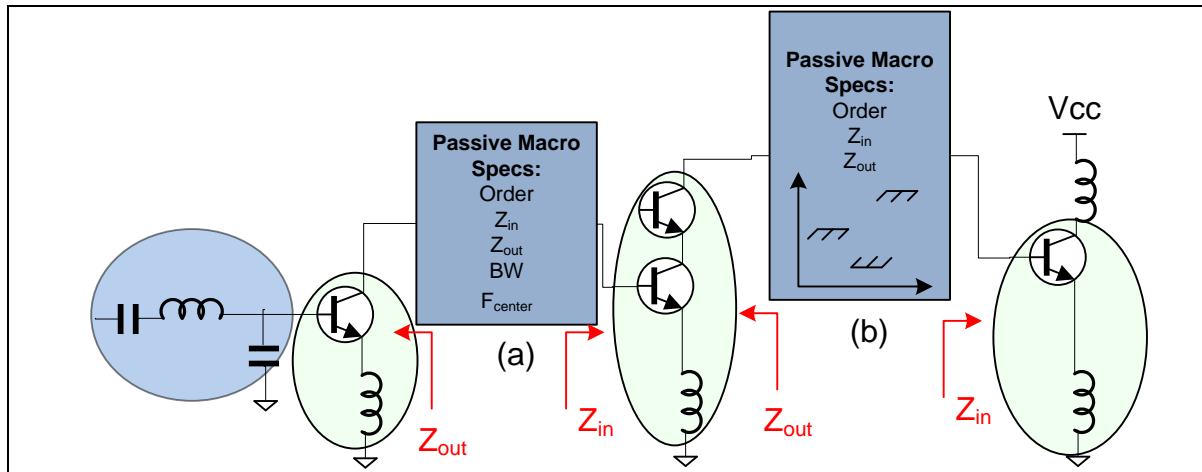 Passive Macro
Specs:
Order
Zin
Zout
BW
Fcenter
(a)
Passive Macro
Specs:
Order
Zin
Zout
(b)
Vcc
Zout
Zin
Zout
Zin